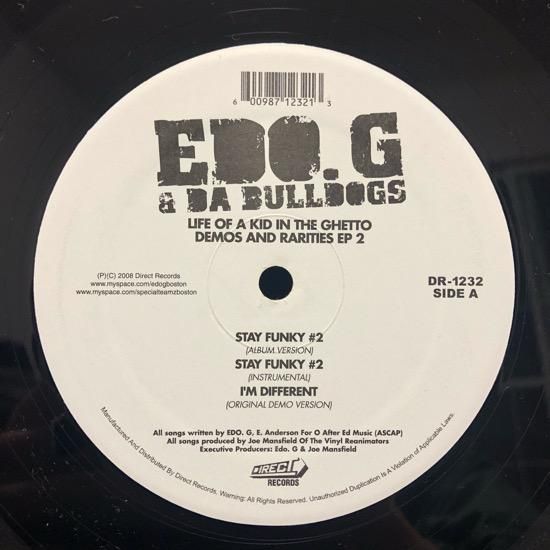 6 00987 12321 3
EDO. G
& DA BULLDOGS
LIFE OF A KID IN THE GHETTO
DEMOS AND RARITIES EP 2
(P)(C) 2008 Direct Records
www.myspace.com/edogboston
www.myspace.com/specialteamzboston
DR-1232
SIDE A
STAY FUNKY #2
(ALBUM VERSION)
STAY FUNKY #2
(INSTRUMENTAL)
I'M DIFFERENT
(ORIGINAL DEMO VERSION)
All songs written by EDO. G, E. Anderson For O After Ed Music (ASCAP)
All songs produced by Joe Mansfield Of The Vinyl Reanimators
Executive Producers: Edo. G & Joe Mansfield
DIRECT
RECORDS
Manufactured And Distributed By Direct Records. Warning: All Rights Reserved. Unauthorized Duplication Is A Violation of Applicable Laws.